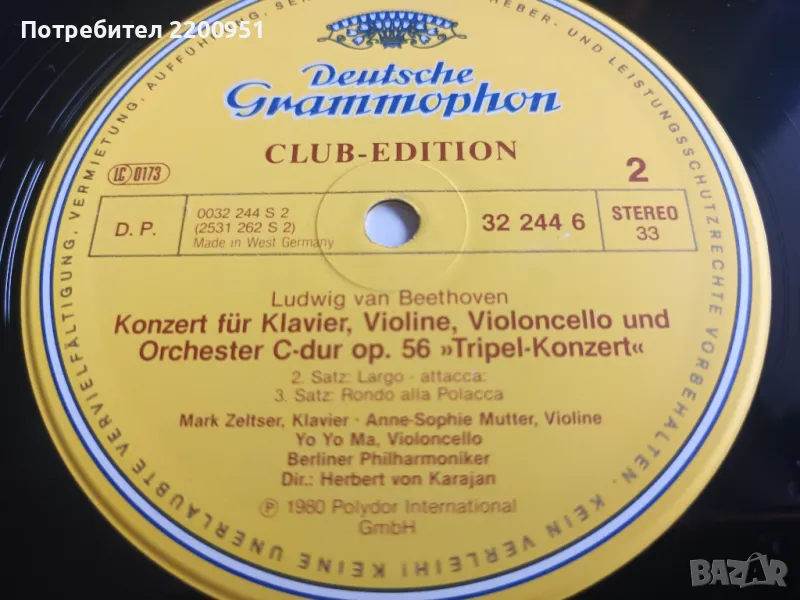 Потребител 2200951
Deutsche
Grammophon
CLUB-EDITION
LC 0173
2
D. P.
0032 244 S 2
(2531 262 S 2)
Made in West Germany
32 244 6
STEREO
33
Ludwig van Beethoven
Konzert für Klavier, Violine, Violoncello und
Orchester C-dur op. 56 »Tripel-Konzert«
2. Satz: Largo - attacca:
3. Satz: Rondo alla Polacca
Mark Zeltser, Klavier · Anne-Sophie Mutter, Violine
Yo Yo Ma, Violoncello
Berliner Philharmoniker
Dir.: Herbert von Karajan
Ⓟ 1980 Polydor International
GmbH
UND LEISTUNGSSCHUTZRECHTE VORBEHALTEN. KEIN VERLEIH! KEINE UNERLAUBTE VERVIELFÄLTIGUNG, VERMIETUNG, AUFFÜHRUNG,
BAZAR